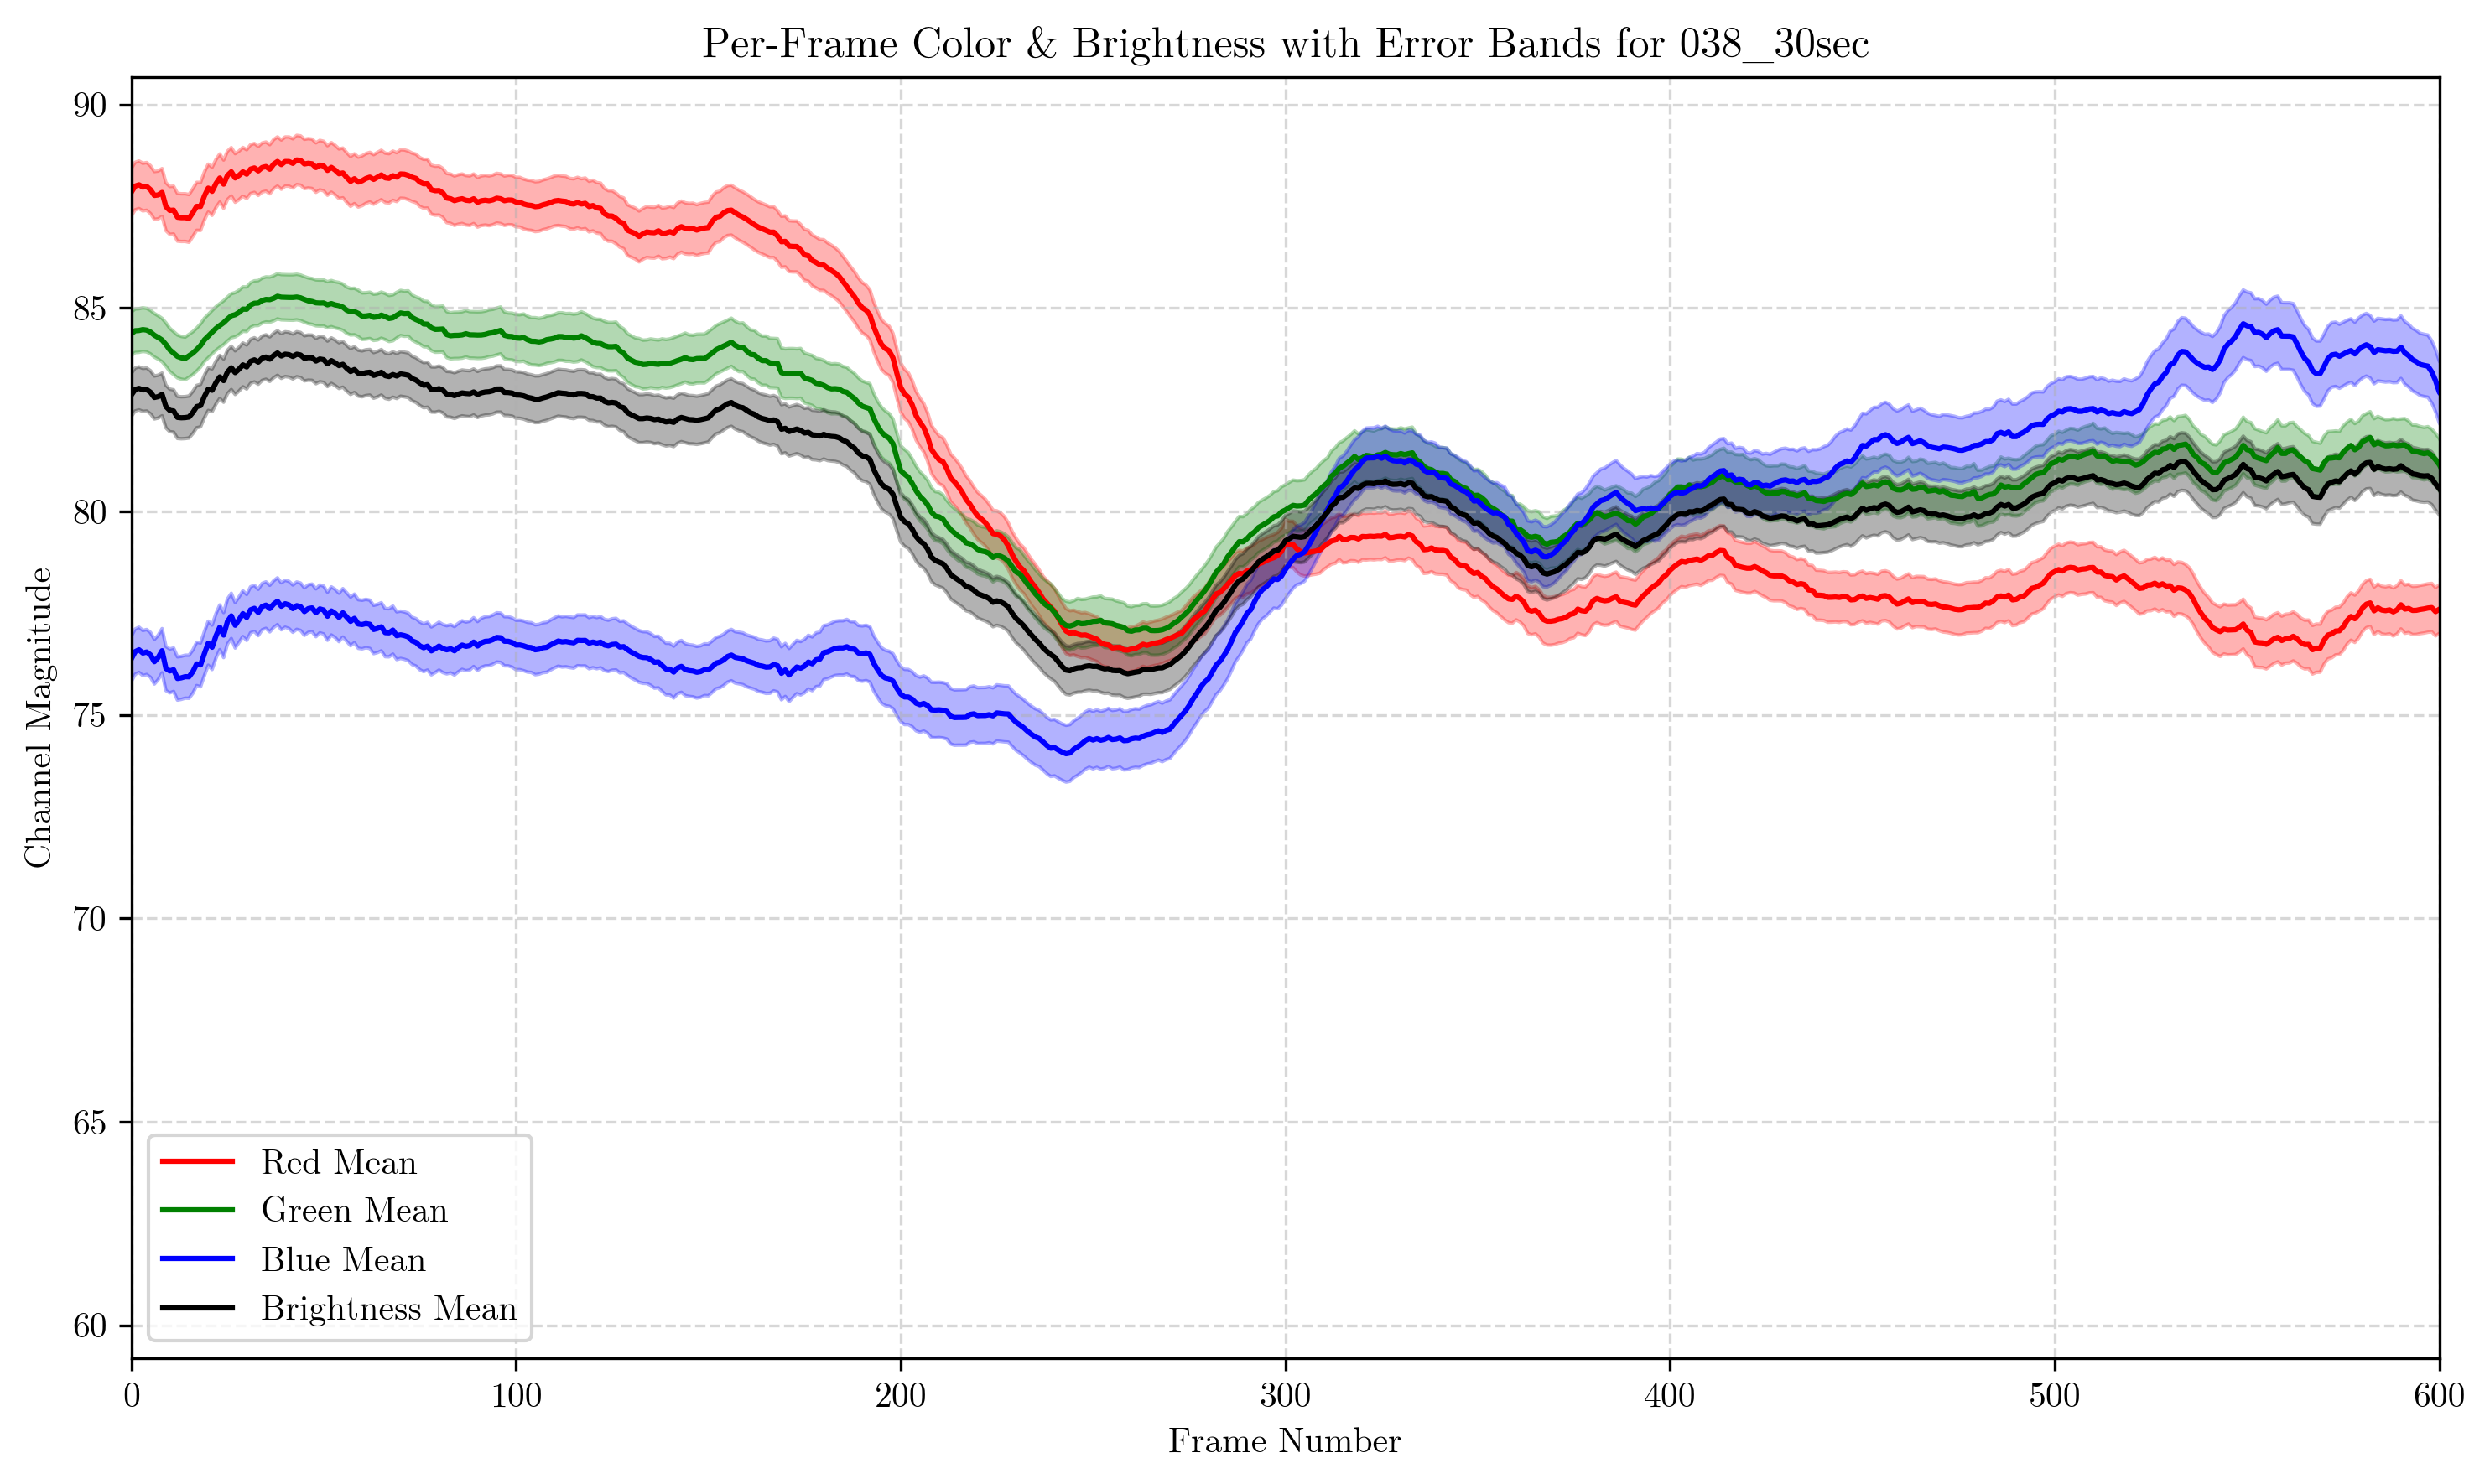 Per-Frame Color & Brightness with Error Bands for 038_30sec
90
85
80
75
70
65
60
Channel Magnitude
Red Mean
Green Mean
Blue Mean
Brightness Mean
0 100 200 300 400 500 600
Frame Number